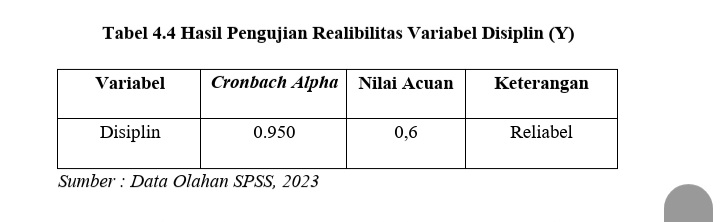 Tabel 4.4 Hasil Pengujian Realibilitas Variabel Disiplin (Y)
Variabel Cronbach Alpha Nilai Acuan Keterangan
Disiplin 0.950 0,6 Reliabel
Sumber : Data Olahan SPSS, 2023